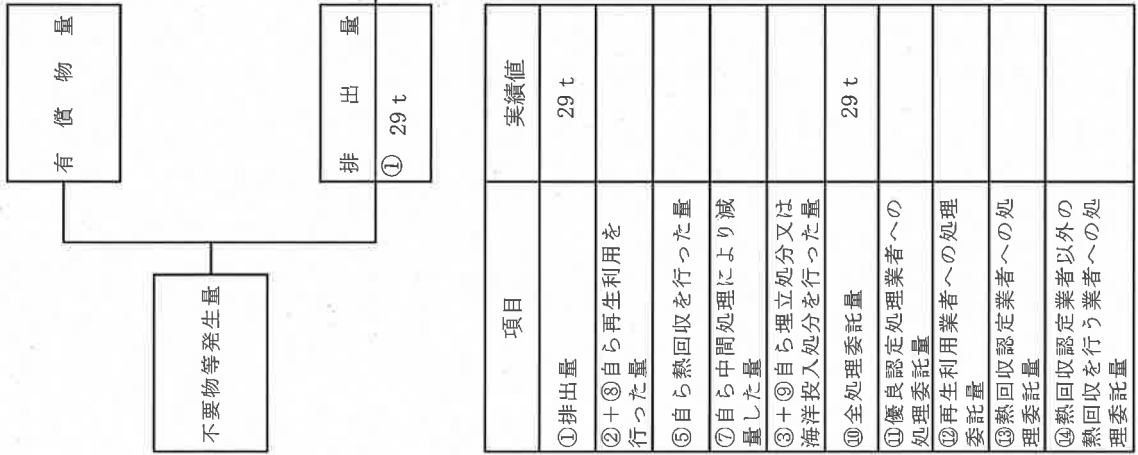 不要物等発生量
有償物量
排出量
① 29 t
項目
実績値
①排出量
29 t
②+⑧自ら再生利用を
行った量
⑤自ら熱回収を行った量
⑦自ら中間処理により減
量した量
③+⑨自ら埋立処分又は
海洋投入処分を行った量
⑩全処理委託量
29 t
⑪優良認定処理業者への
処理委託量
⑫再生利用業者への処理
委託量
⑬熱回収認定業者への処
理委託量
⑭熱回収認定業者以外の
熱回収を行う業者への処
理委託量